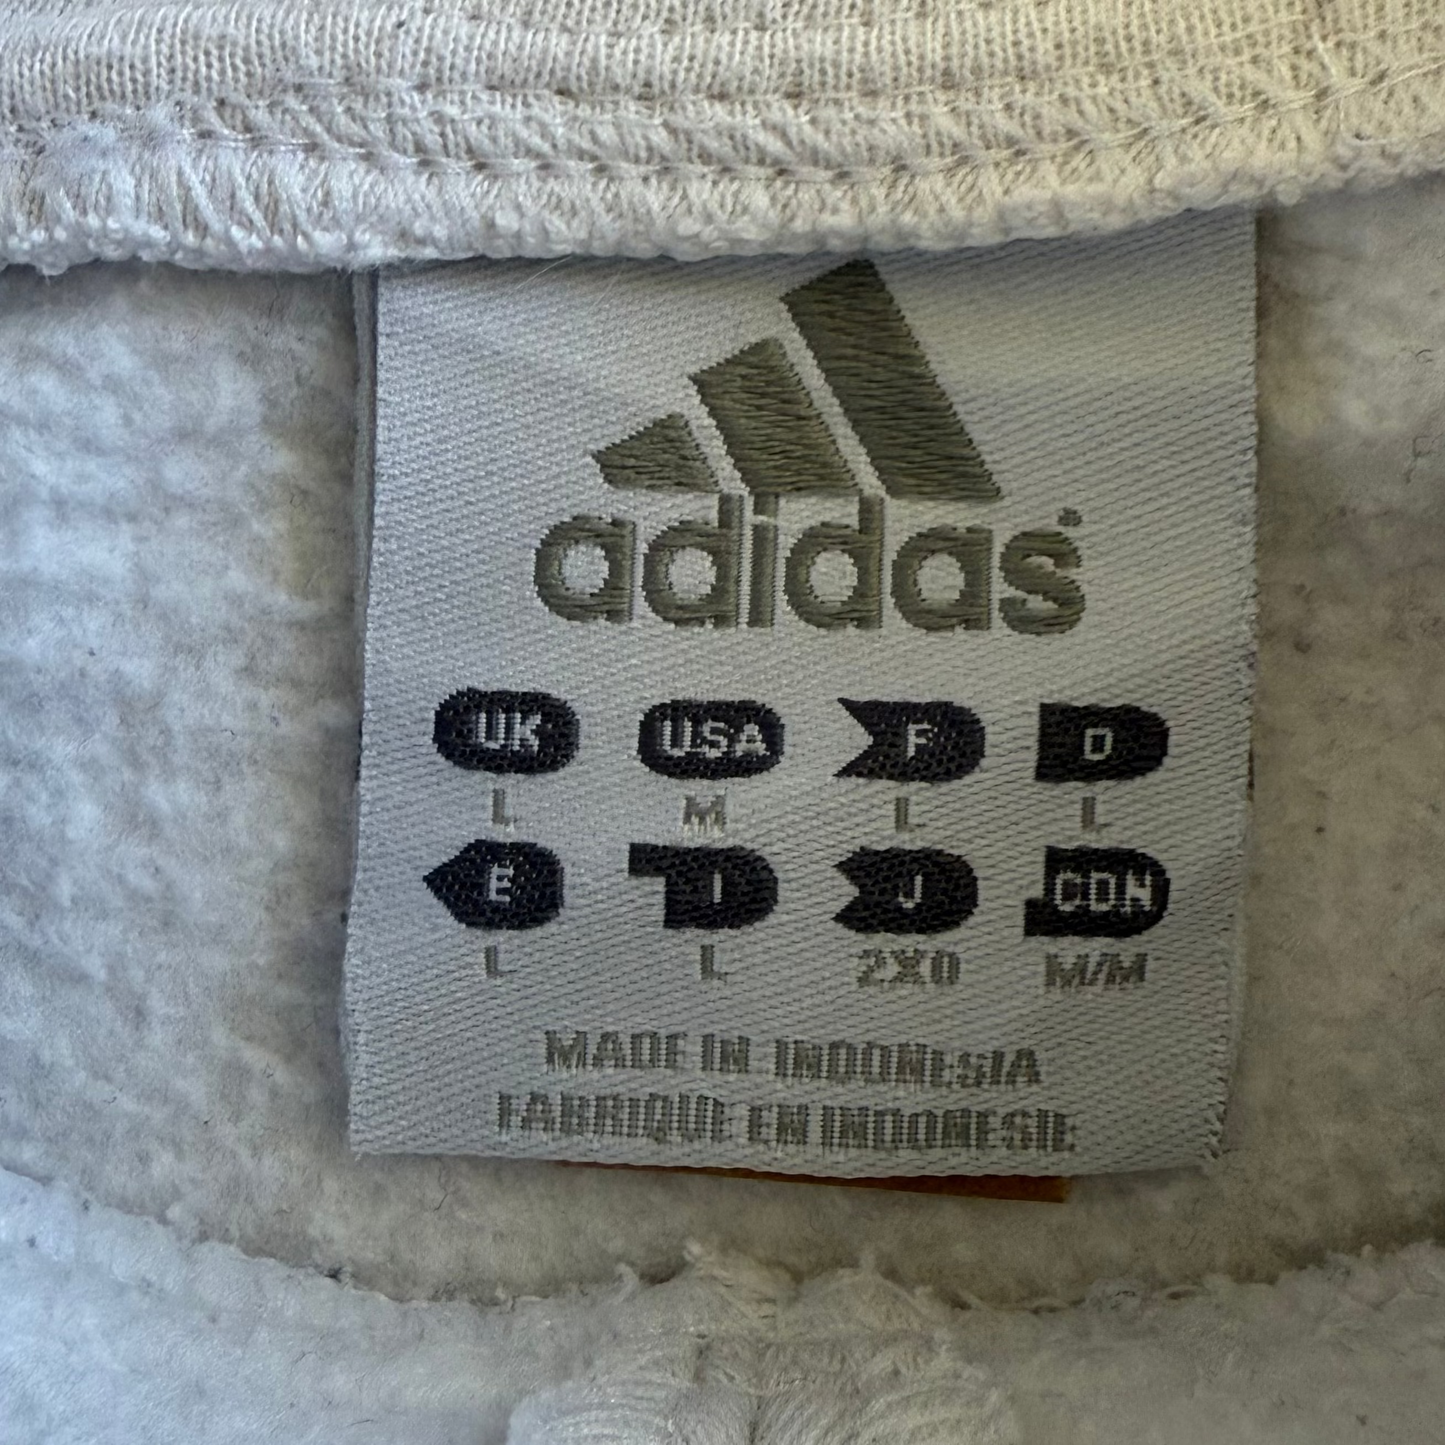 adidas
UK USA F D
L M L L
E I J CDN
L L 2XO M/M
MADE IN INDONESIA
FABRIQUE EN INDONESIE